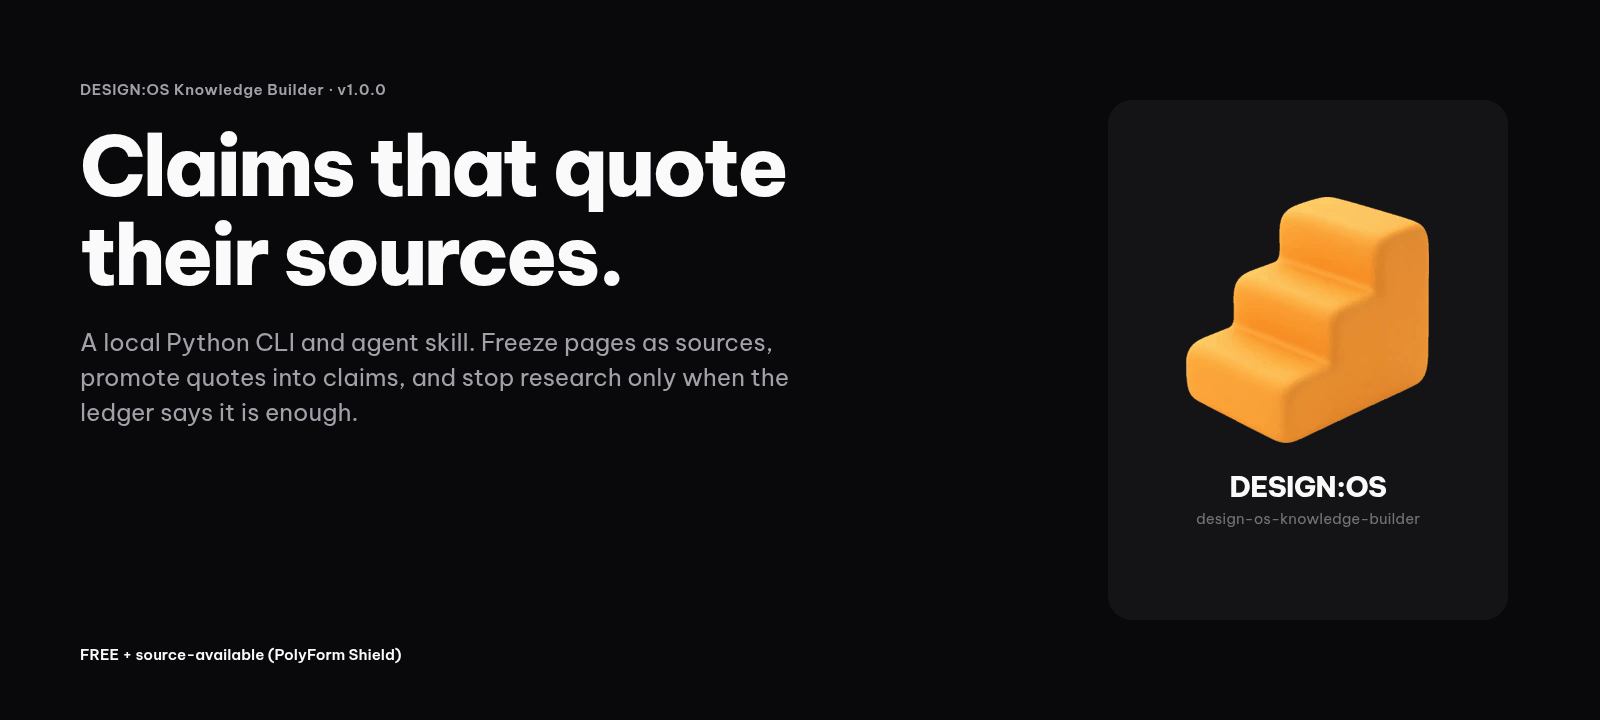 DESIGN:OS Knowledge Builder · v1.0.0
Claims that quote
their sources.
A local Python CLI and agent skill. Freeze pages as sources,
promote quotes into claims, and stop research only when the
ledger says it is enough.
DESIGN:OS
design-os-knowledge-builder
FREE + source-available (PolyForm Shield)